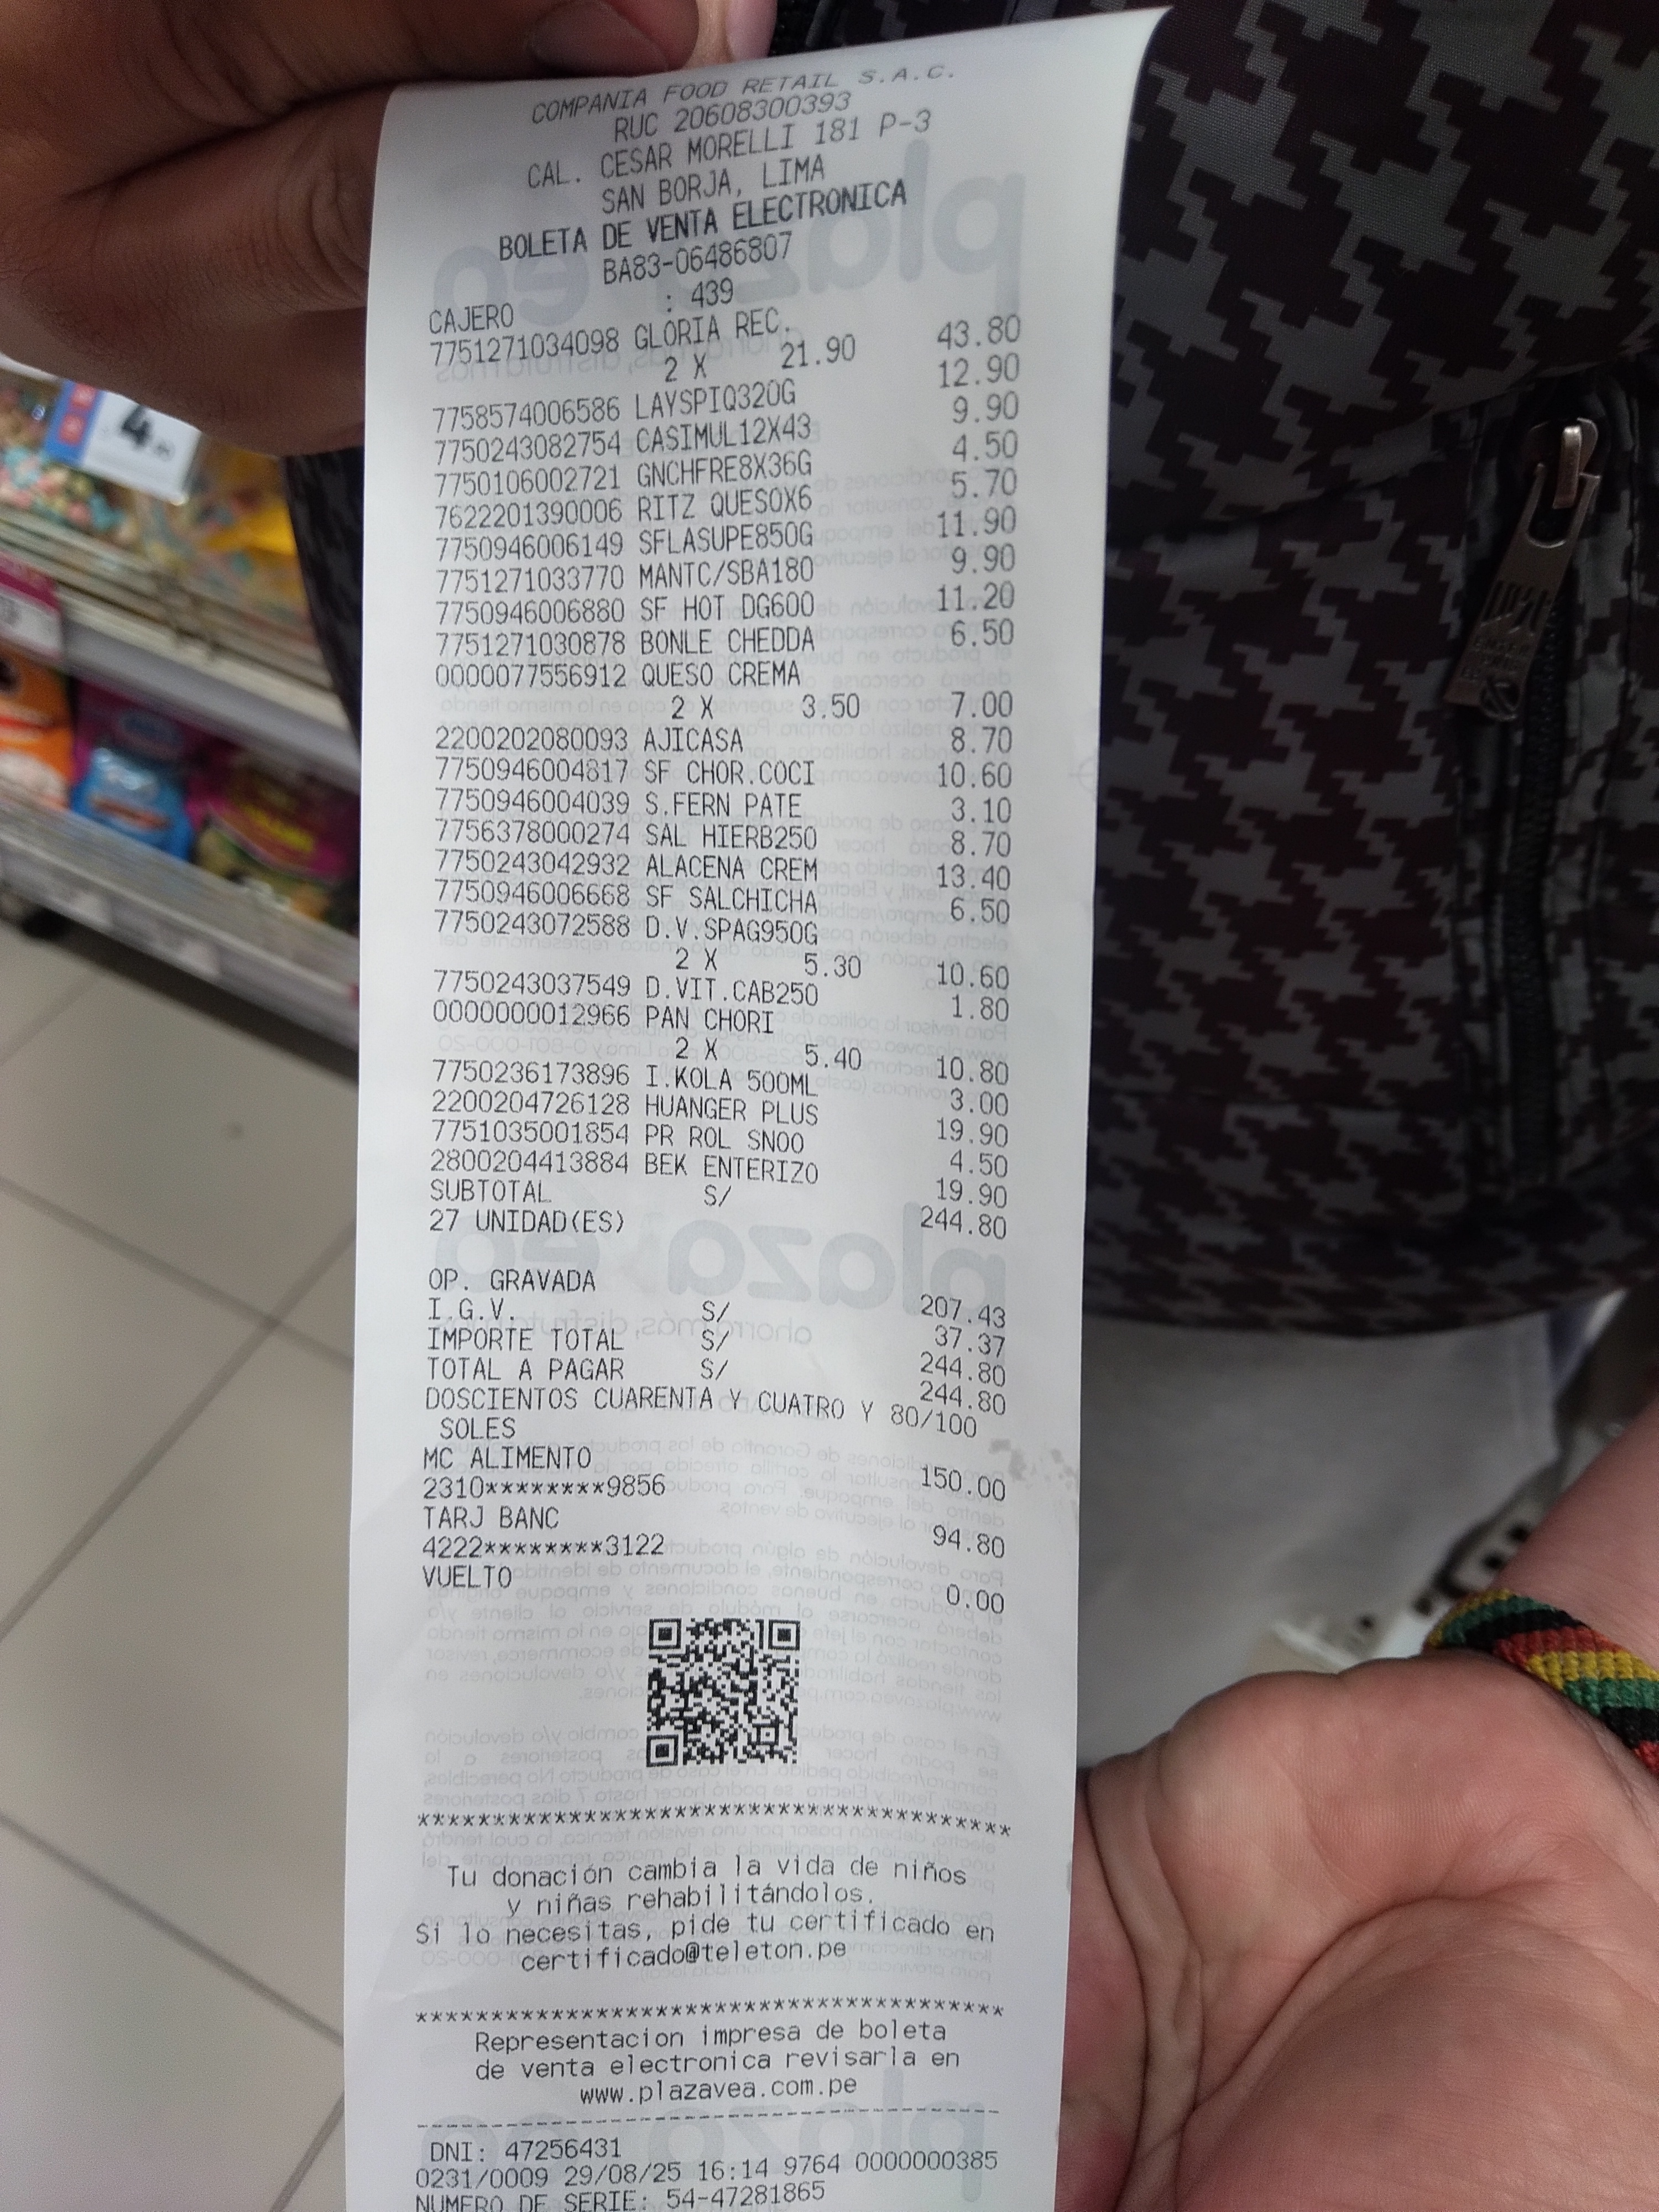 COMPANIA FOOD RETAIL S.A.C.
RUC 20608300393
CAL. CESAR MORELLI 181 P-3
SAN BORJA, LIMA
BOLETA DE VENTA ELECTRONICA
BA83-06486807
CAJERO : 439
7751271034098 GLORIA REC.
2 X 21.90 43.80
7758574006586 LAYSPIQ320G 12.90
7750243082754 CASIMUL12X43 9.90
7750106002721 GNCHFRE8X36G 4.50
7622201390006 RITZ QUESOX6 5.70
7750946006149 SFLASUPE850G 11.90
7751271033770 MANTC/SBA180 9.90
7750946006880 SF HOT DG600 11.20
7751271030878 BONLE CHEDDA 6.50
0000077556912 QUESO CREMA
2 X 3.50 7.00
2200202080093 AJICASA 8.70
7750946004817 SF CHOR.COCI 10.60
7750946004039 S.FERN PATE 3.10
7756378000274 SAL HIERB250 8.70
7750243042932 ALACENA CREM 13.40
7750946006668 SF SALCHICHA 6.50
7750243072588 D.V.SPAG950G
2 X 5.30 10.60
7750243037549 D.VIT.CAB250 1.80
0000000012966 PAN CHORI
2 X 5.40 10.80
7750236173896 I.KOLA 500ML 3.00
2200204726128 HUANGER PLUS 19.90
7751035001854 PR ROL SNOO 4.50
2800204413884 BEK ENTERIZO 19.90
SUBTOTAL S/ 244.80
27 UNIDAD(ES)
OP. GRAVADA 207.43
I.G.V. S/ 37.37
IMPORTE TOTAL S/ 244.80
TOTAL A PAGAR S/ 244.80
DOSCIENTOS CUARENTA Y CUATRO Y 80/100
SOLES
MC ALIMENTO 150.00
2310********9856
TARJ BANC 94.80
4222********3122
VUELTO 0.00
****************************************
Tu donación cambia la vida de niños
y niñas rehabilitándolos.
Si lo necesitas, pide tu certificado en
certificado@teleton.pe
****************************************
Representacion impresa de boleta
de venta electronica revisarla en
www.plazavea.com.pe
----------------------------------------
DNI: 47256431
0231/0009 29/08/25 16:14 9764 0000000385
NUMERO DE SERIE: 54-47281865